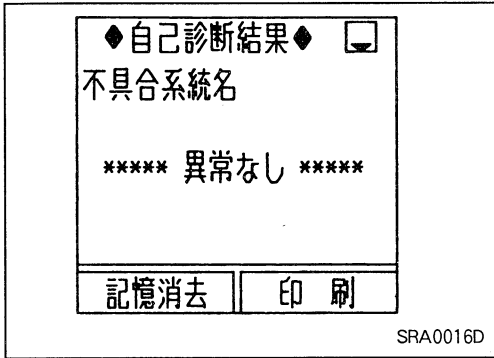 ♦自己診断結果♦
不具合系統名
***** 異常なし *****
記憶消去 印 刷
SRA0016D